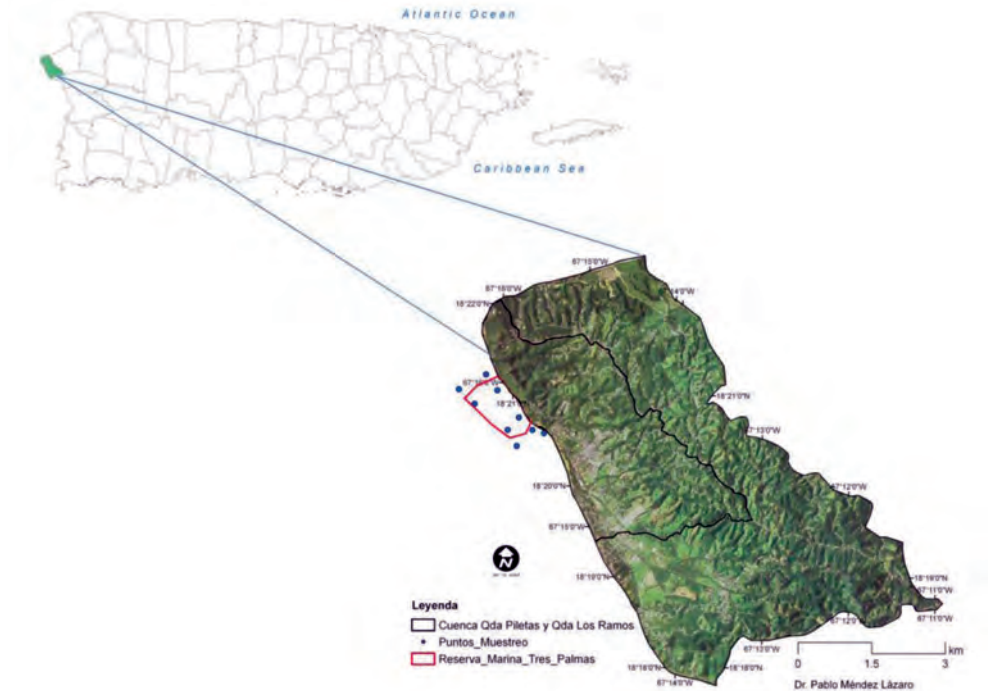 Atlantic Ocean
Caribbean Sea
67°15'0"W
67°16'0"W
18°22'0"N
14'0"W
67°16'0"W
18°21
18°21'0"N
67°13'0"W
18°20'0"N
67°12'0"W
67°15'0"W
18°19'0"N
18°19'0"N
67°11'0"W
67°12'0"W
67°11'0"W
67°13'0"W
18°18'0"N
18°18'0"N
67°14'0"W
N
Leyenda
Cuenca Qda Piletas y Qda Los Ramos
Puntos_Muestreo
Reserva_Marina_Tres_Palmas
km
0 1.5 3
Dr. Pablo Méndez Lázaro